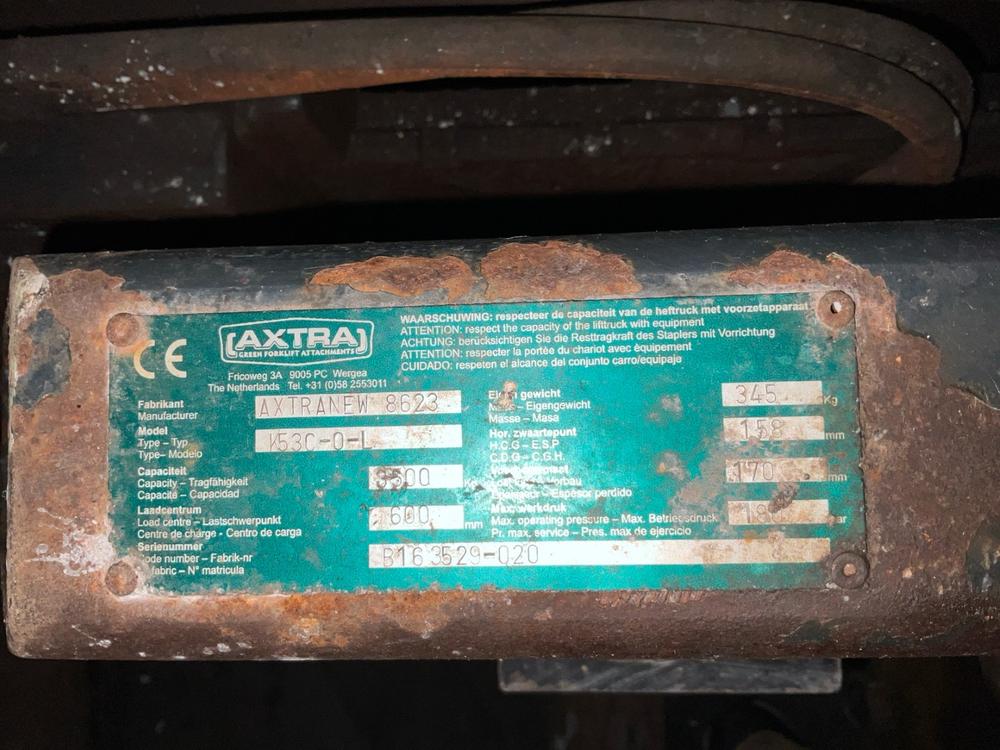 CE
AXTRA
GREEN FORKLIFT ATTACHMENTS
Fricoweg 3A 9005 PC Wergea
The Netherlands Tel. +31 (0)58 2553011
WAARSCHUWING: respecteer de capaciteit van de heftruck met voorzetapparaat
ATTENTION: respect the capacity of the lifttruck with equipment
ACHTUNG: berücksichtigen Sie die Resttragkraft des Staplers mit Vorrichtung
ATTENTION: respecter la portée du chariot avec équipement
CUIDADO: respeten el alcance del conjunto carro/equipaje
Fabrikant
Manufacturer
AXTRANEW 8623
Model
Type – Typ
Type– Modelo
Capaciteit
Capacity – Tragfähigkeit
Capacité – Capacidad
Laadcentrum
Load centre – Lastschwerpunkt
Centre de charge - Centro de carga
600 mm
Serienummer
Code number – Fabrik-nr
fabric – N° matricula
B163529-020
Eigen gewicht
– Eigengewicht
Masse – Masa
345 Kg
Hor. zwaartepunt
H.C.G – E.S.P.
C.D.G – C.G.H.
158 mm
Vorbau
– Espesor perdido
170 mm
Max. werkdruk
Max. operating pressure – Max. Betriebsdruck
Pr. max. service – Pres. max de ejercicio
bar